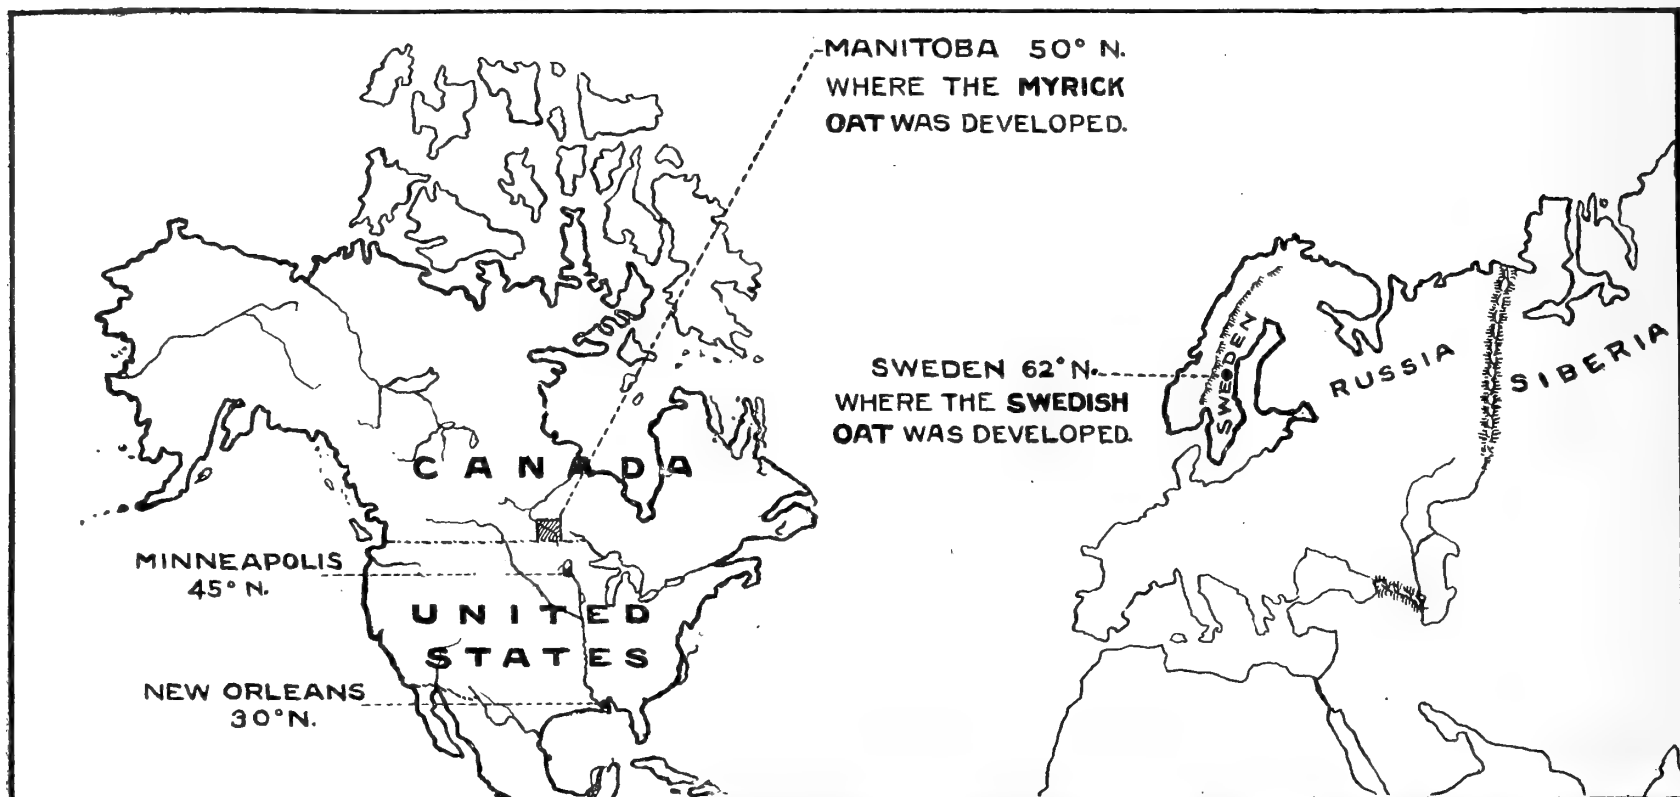 MANITOBA 50° N.
WHERE THE MYRICK
OAT WAS DEVELOPED.
SWEDEN 62° N.
WHERE THE SWEDISH
OAT WAS DEVELOPED.
SWEDEN
RUSSIA
SIBERIA
CANADA
MINNEAPOLIS
45° N.
UNITED
STATES
NEW ORLEANS
30° N.